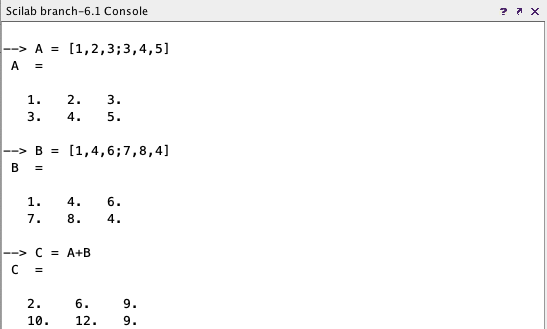 Scilab branch-6.1 Console ? ↗ ✕
--> A = [1,2,3;3,4,5]
A  =
1.   2.   3.
3.   4.   5.
--> B = [1,4,6;7,8,4]
B  =
1.   4.   6.
7.   8.   4.
--> C = A+B
C  =
2.    6.    9.
10.   12.   9.